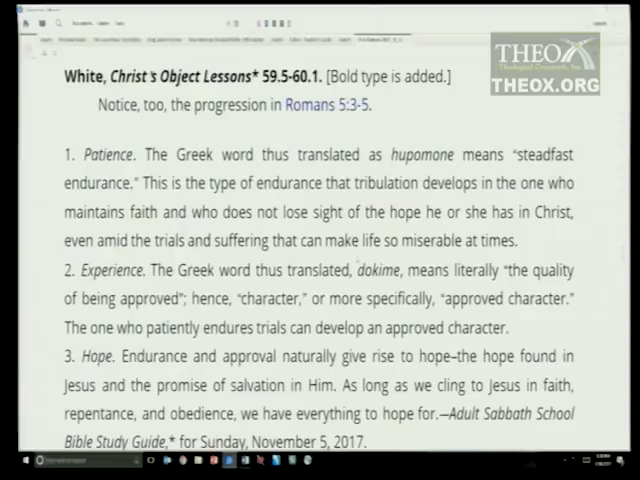 THEOX
THEOX.ORG
White, Christ's Object Lessons* 59.5-60.1. [Bold type is added.]
Notice, too, the progression in Romans 5:3-5.
1. Patience. The Greek word thus translated as hupomone means "steadfast
endurance." This is the type of endurance that tribulation develops in the one who
maintains faith and who does not lose sight of the hope he or she has in Christ,
even amid the trials and suffering that can make life so miserable at times.
2. Experience. The Greek word thus translated, dokime, means literally "the quality
of being approved"; hence, "character," or more specifically, "approved character."
The one who patiently endures trials can develop an approved character.
3. Hope. Endurance and approval naturally give rise to hope–the hope found in
Jesus and the promise of salvation in Him. As long as we cling to Jesus in faith,
repentance, and obedience, we have everything to hope for.—Adult Sabbath School
Bible Study Guide,* for Sunday, November 5, 2017.